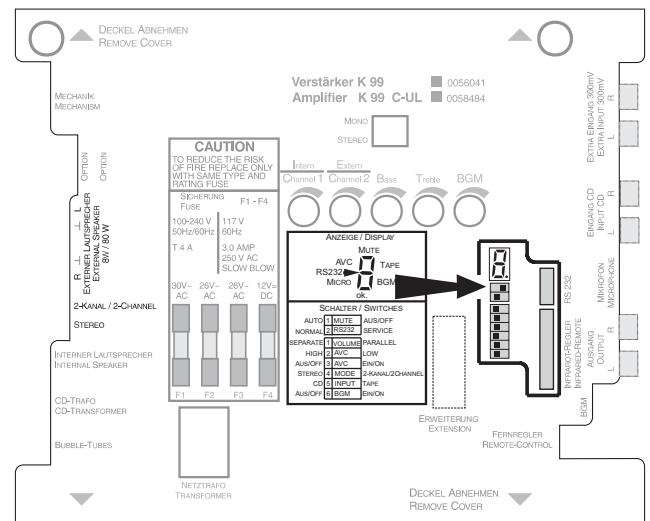 DECKEL ABNEHMEN
REMOVE COVER
Verstärker K 99 0056041
Amplifier K 99 C-UL 0058484
MECHANIK
MECHANISM
OPTION
OPTION
MONO
STEREO
CAUTION
TO REDUCE THE RISK
OF FIRE REPLACE ONLY
WITH SAME TYPE AND
RATING FUSE
SICHERUNG F1 - F4
FUSE
100-240 V 117 V
50Hz/60Hz 60Hz
T 4 A 3,0 AMP
250 V AC
SLOW BLOW
30V~ 26V~ 26V~ 12V=
AC AC AC DC
F1 F2 F3 F4
Intern Extern
Channel 1 Channel 2 Bass Treble BGM
ANZEIGE / DISPLAY
MUTE
AVC TAPE
RS232
MICRO BGM
ok.
SCHALTER / SWITCHES
AUTO 1 MUTE AUS/OFF
NORMAL 2 RS232 SERVICE
SEPARATE 1 VOLUME PARALLEL
HIGH 2 AVC LOW
AUS/OFF 3 AVC EIN/ON
STEREO 4 MODE 2-KANAL/2CHANNEL
CD 5 INPUT TAPE
AUS/OFF 6 BGM EIN/ON
R L
EXTERNER LAUTSPRECHER
EXTERNAL SPEAKER
8W / 80 W
2-KANAL / 2-CHANNEL
STEREO
INTERNER LAUTSPRECHER
INTERNAL SPEAKER
CD-TRAFO
CD-TRANSFORMER
BUBBLE-TUBES
NETZTRAFO
TRANSFORMER
ERWEITERUNG
EXTENSION
RS 232
INFRAROT-REGLER
INFRARED-REMOTE
FERNREGLER
REMOTE-CONTROL
EXTRA EINGANG 300mV
EXTRA INPUT 300mV
L R
EINGANG CD
INPUT CD
L R
MIKROFON
MICROPHONE
AUSGANG
OUTPUT
L R
BGM
DECKEL ABNEHMEN
REMOVE COVER